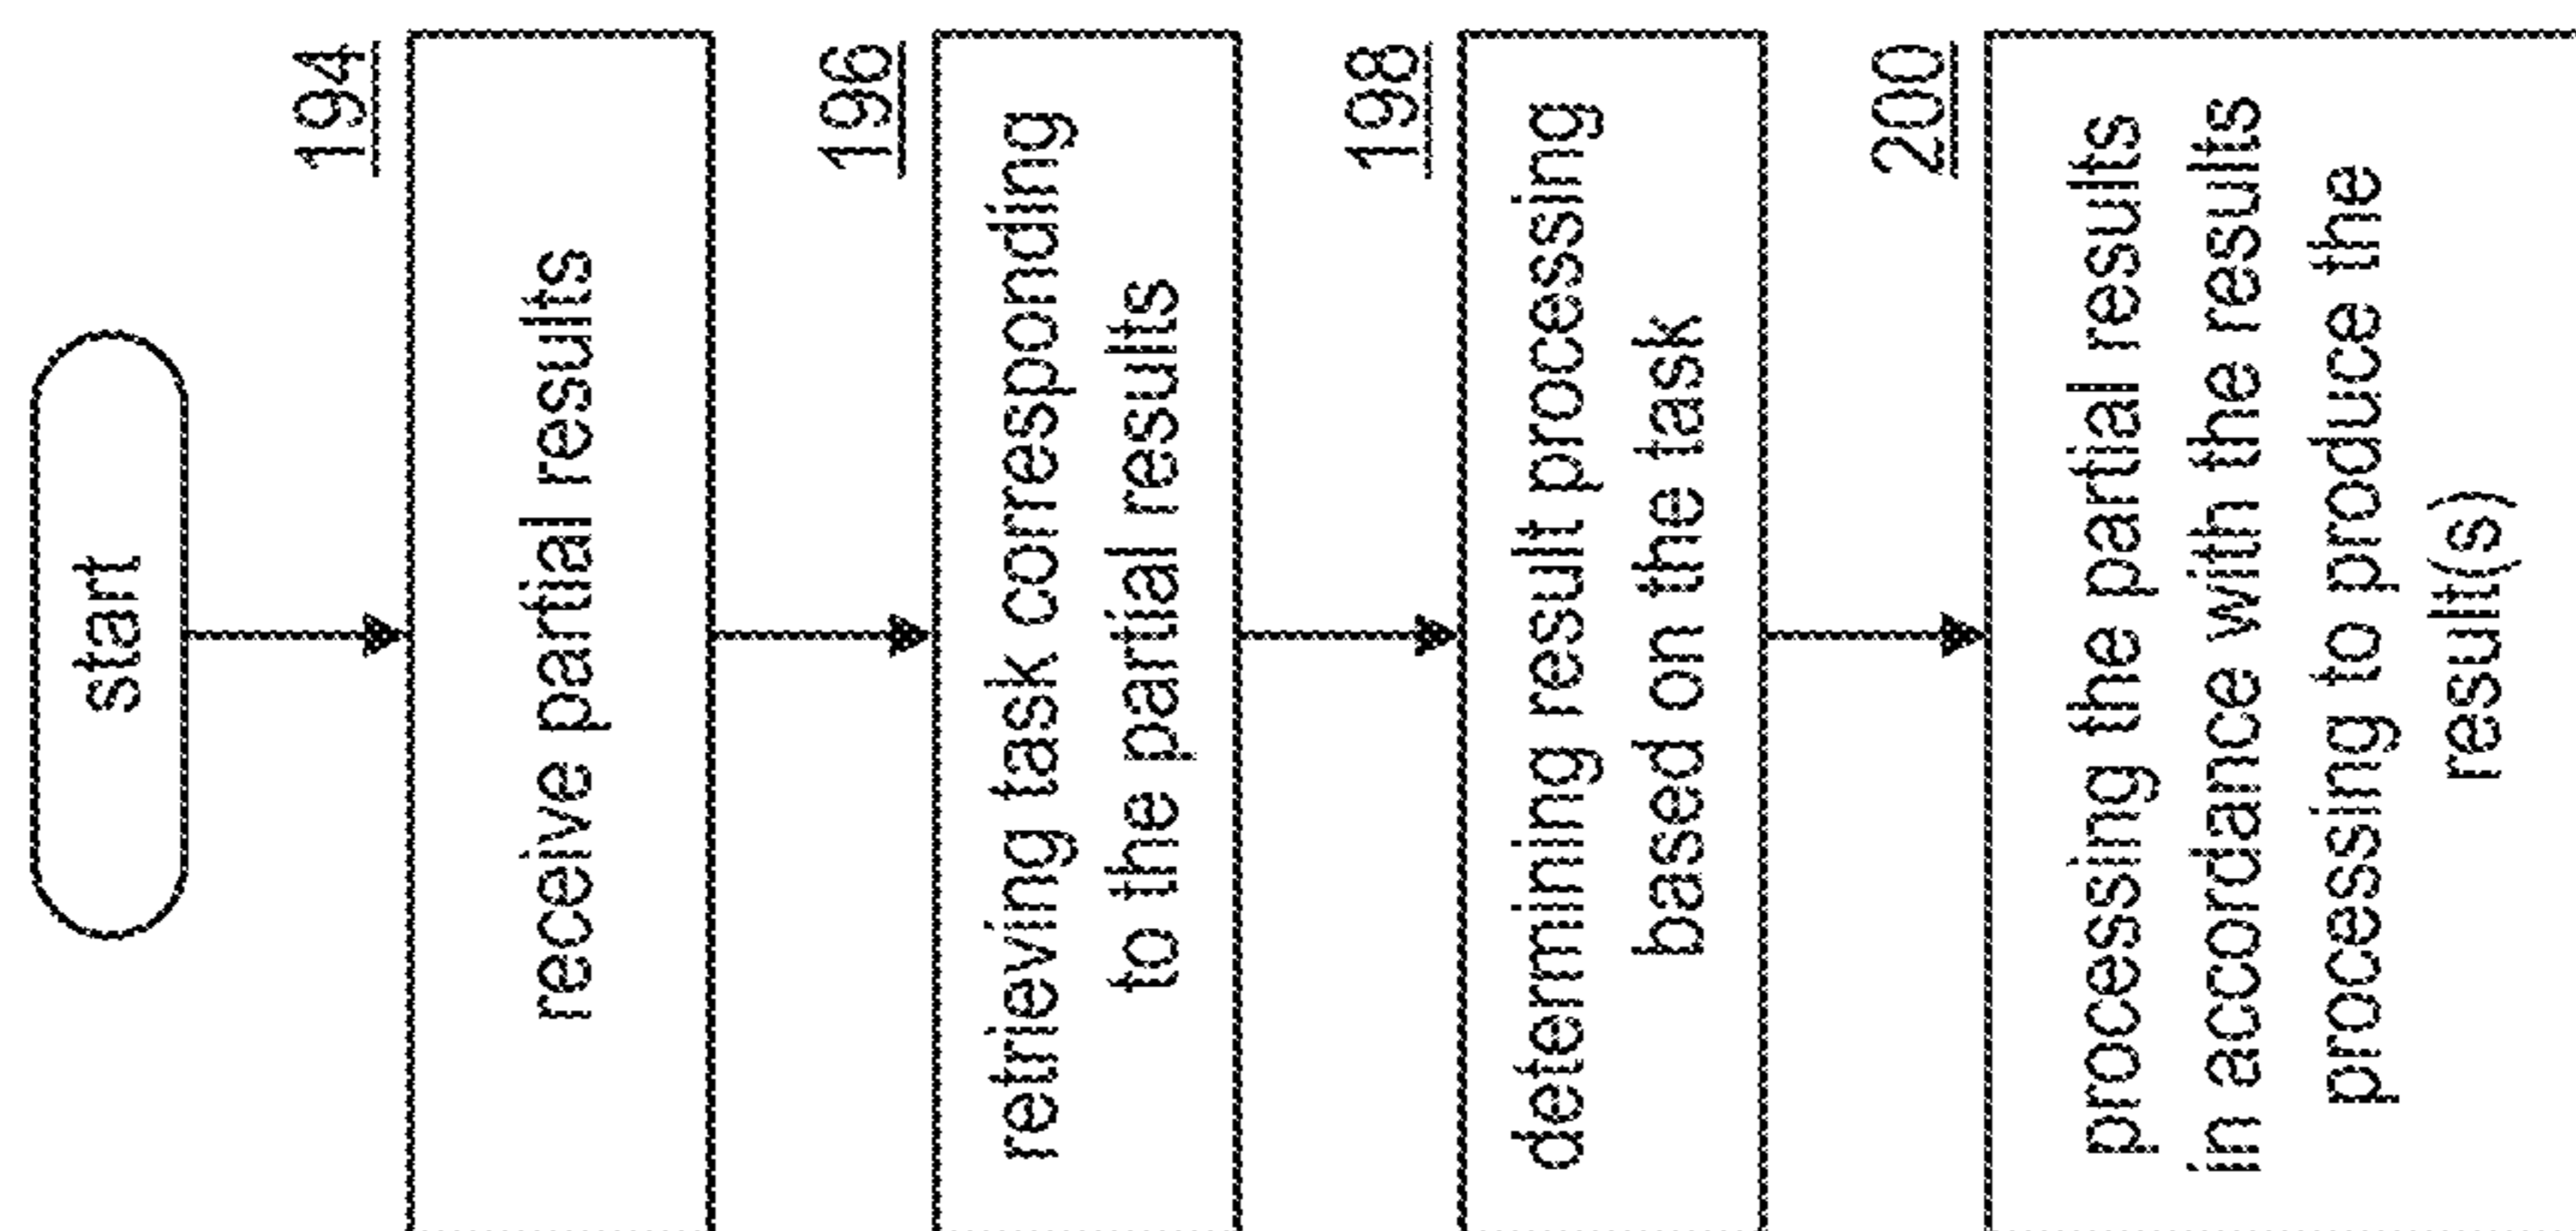 start
194
receive partial results
196
retrieving task corresponding
to the partial results
198
determining result processing
based on the task
200
processing the partial results
in accordance with the results
processing to produce the
result(s)